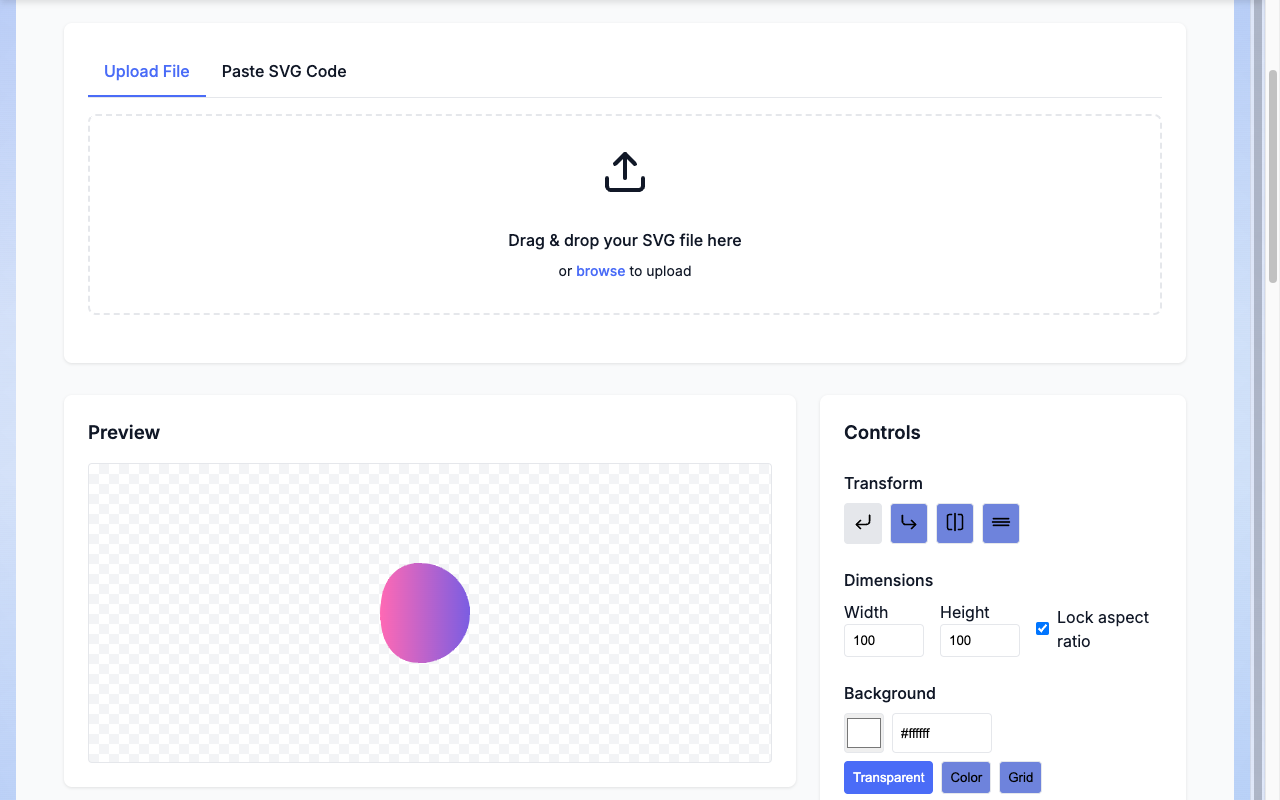 Upload File
Paste SVG Code
Drag & drop your SVG file here
or browse to upload
Preview
Controls
Transform
Dimensions
Width
Height
Lock aspect
ratio
100
100
Background
#ffffff
Transparent
Color
Grid